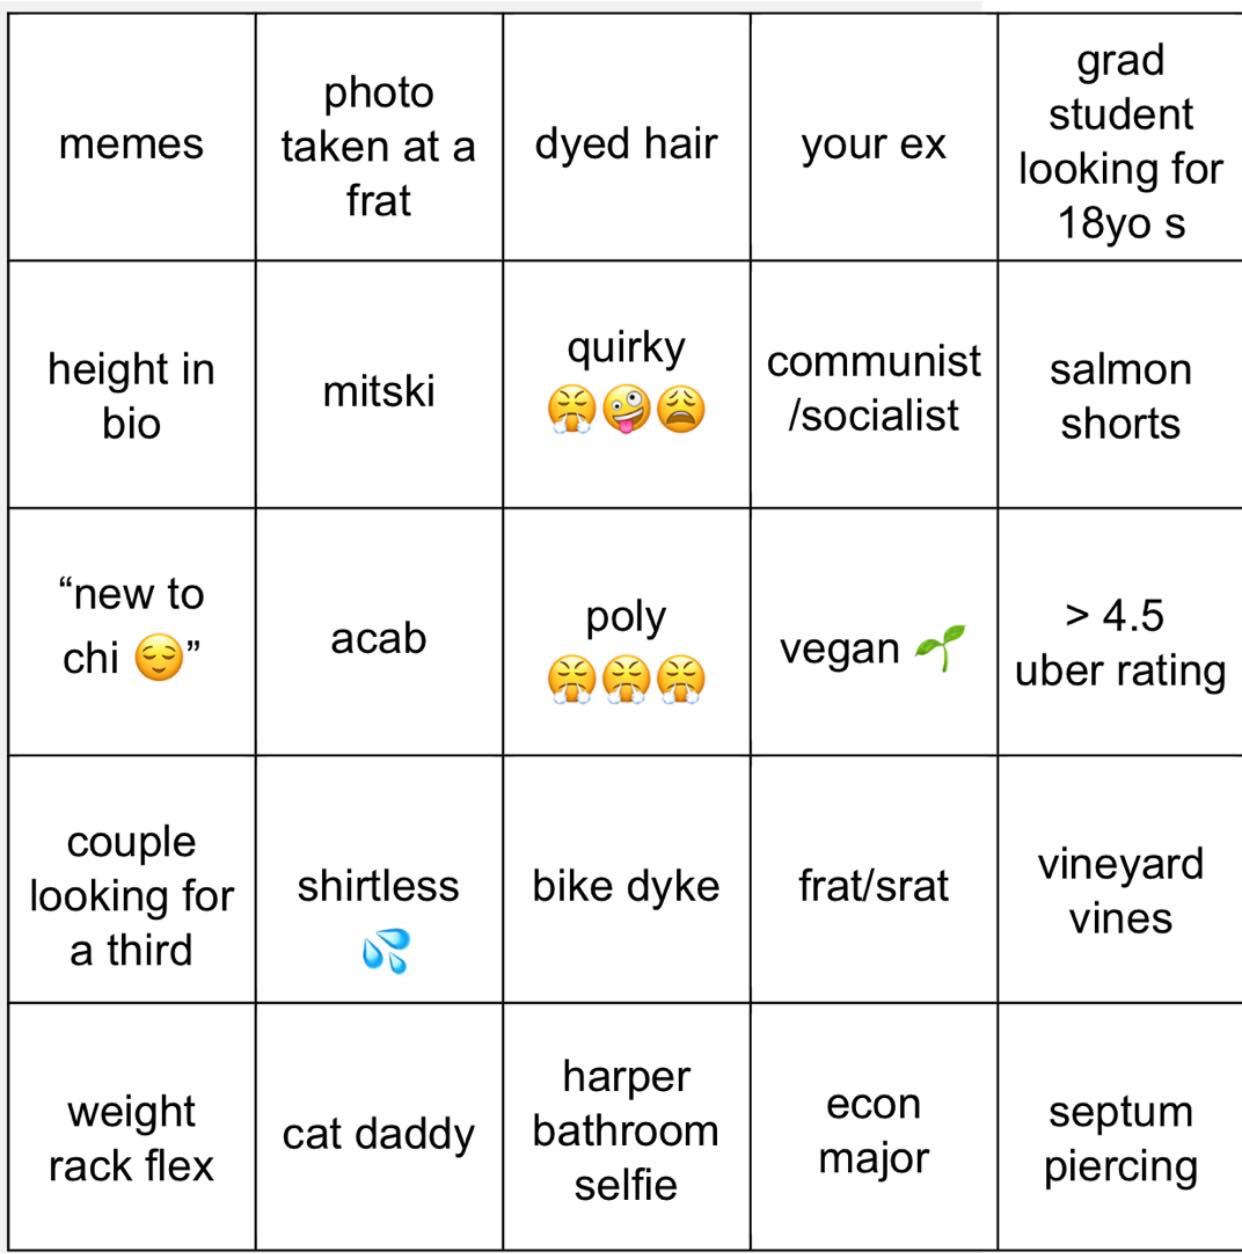 memes
photo
taken at a
frat
dyed hair
your ex
grad
student
looking for
18yo s
height in
bio
mitski
quirky
😤🤪😩
communist
/socialist
salmon
shorts
“new to
chi 😌”
acab
poly
😤😤😤
vegan 🌱
> 4.5
uber rating
couple
looking for
a third
shirtless
💦
bike dyke
frat/srat
vineyard
vines
weight
rack flex
cat daddy
harper
bathroom
selfie
econ
major
septum
piercing